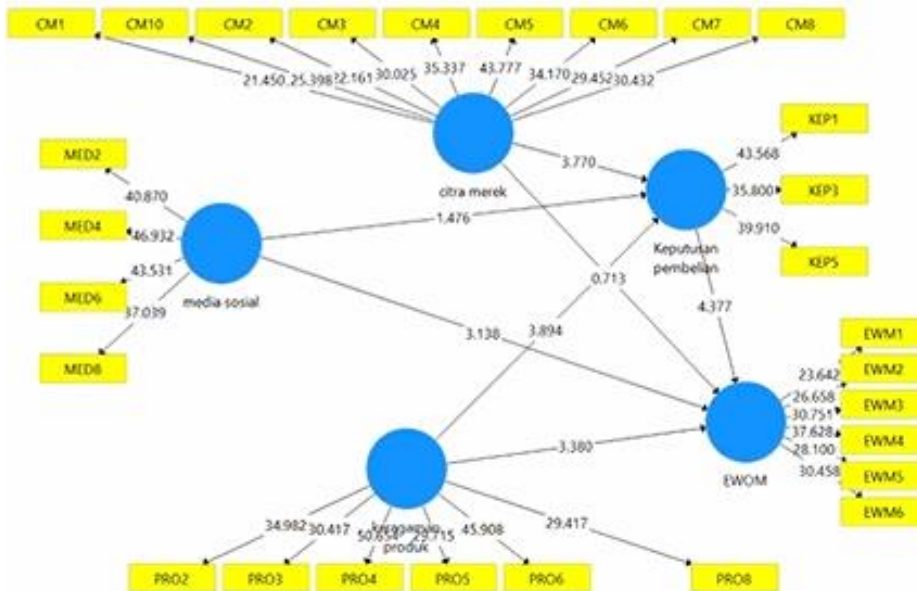 CM1 CM10 CM2 CM3 CM4 CM5 CM6 CM7 CM8
21.450 25.398 22.161 30.025 35.337 43.777 34.170 29.452 30.432
citra merek
MED2
MED4
MED6
MED8
40.870
46.932
43.531
37.039
media sosial
3.770
1.476
0.713
3.894
3.138
4.377
3.380
KEP1
KEP3
KEP5
43.568
35.800
39.910
Keputusan
pembelian
EWM1
EWM2
EWM3
EWM4
EWM5
EWM6
23.642
26.658
30.751
37.628
28.100
30.458
EWOM
produk
34.982 30.417 50.654 29.715 45.908 29.417
PRO2 PRO3 PRO4 PRO5 PRO6 PRO8